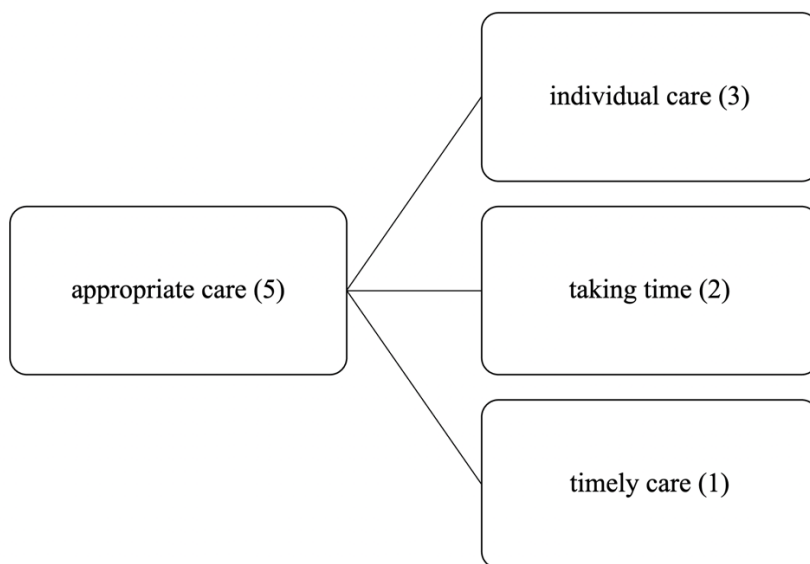 individual care (3)
appropriate care (5)
taking time (2)
timely care (1)